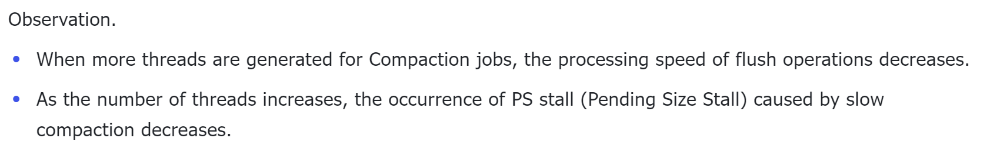 Observation.
• When more threads are generated for Compaction jobs, the processing speed of flush operations decreases.
• As the number of threads increases, the occurrence of PS stall (Pending Size Stall) caused by slow
compaction decreases.